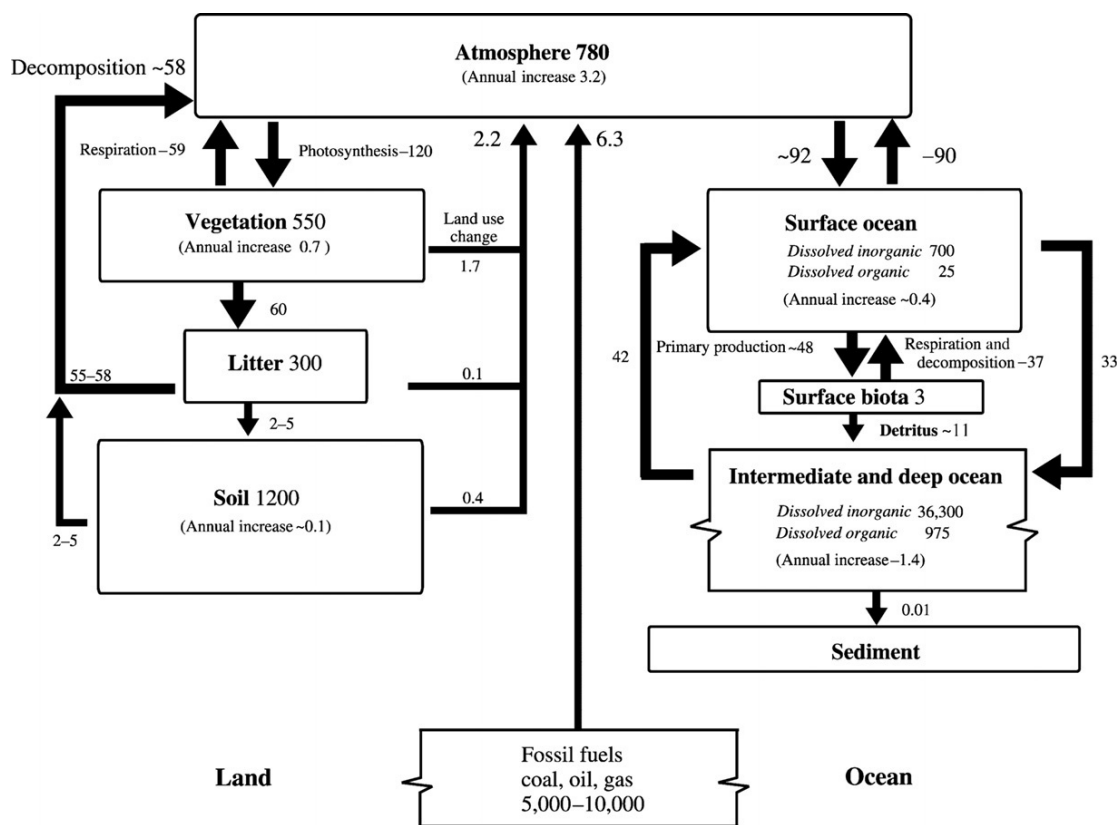 Atmosphere 780
(Annual increase 3.2)
Decomposition ~58
Respiration–59
Photosynthesis–120
2.2
6.3
~92
–90
Vegetation 550
(Annual increase 0.7 )
Land use
change
1.7
60
Litter 300
55–58
0.1
2–5
Soil 1200
(Annual increase ~0.1)
0.4
2–5
Surface ocean
Dissolved inorganic 700
Dissolved organic 25
(Annual increase ~0.4)
42
Primary production ~48
Respiration and
decomposition –37
33
Surface biota 3
Detritus ~11
Intermediate and deep ocean
Dissolved inorganic 36,300
Dissolved organic 975
(Annual increase–1.4)
0.01
Sediment
Land
Fossil fuels
coal, oil, gas
5,000–10,000
Ocean